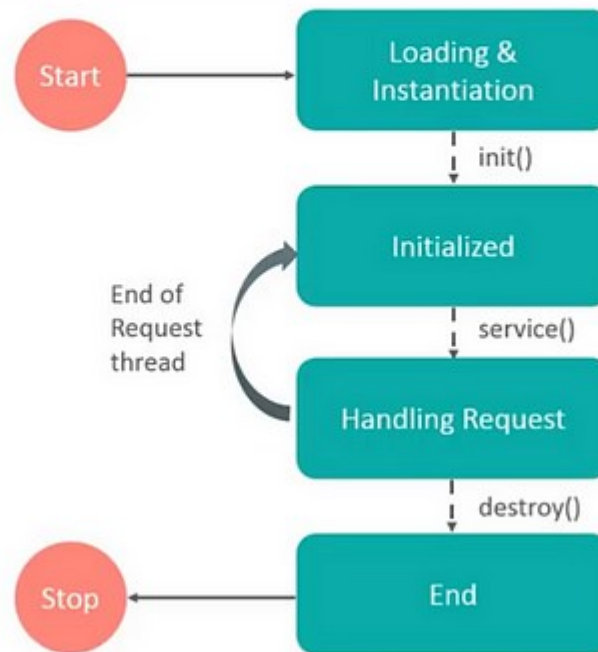 Start
Loading &
Instantiation
init()
Initialized
End of
Request
thread
service()
Handling Request
destroy()
Stop
End